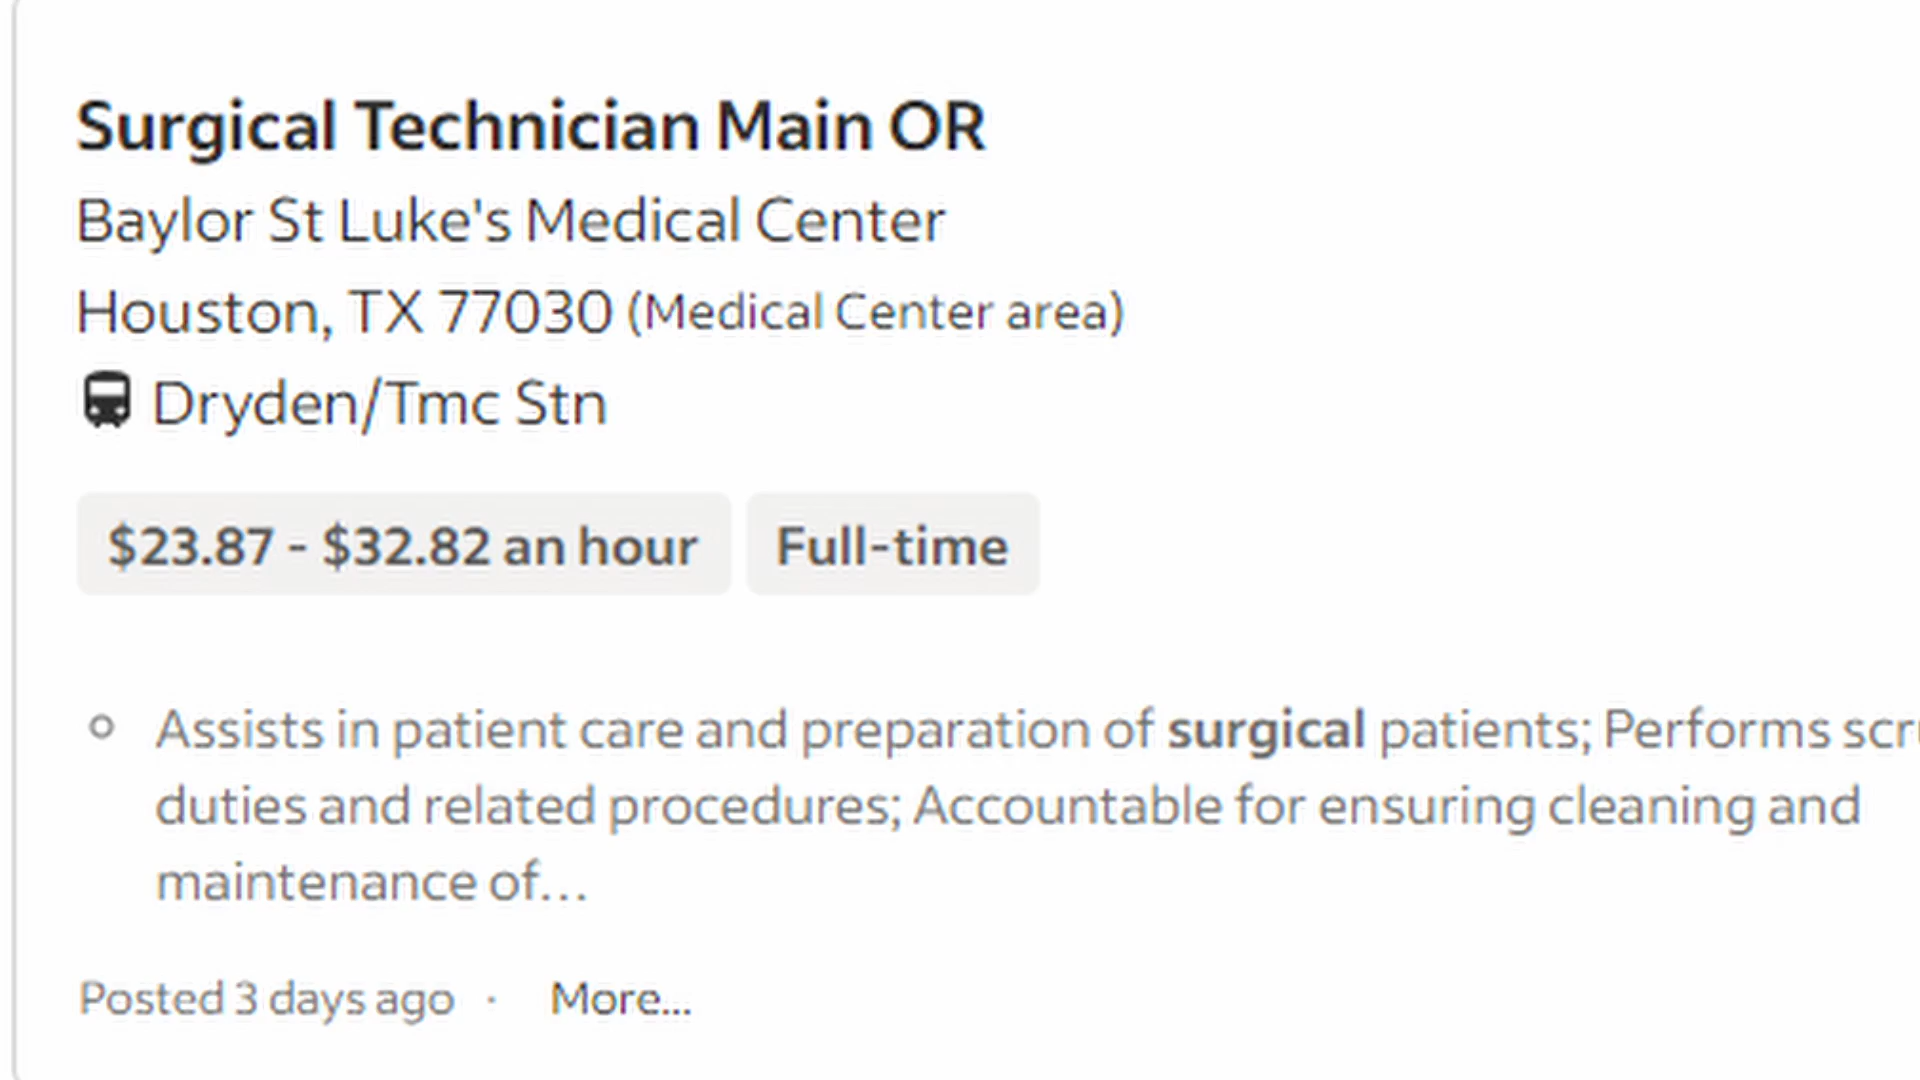 Surgical Technician Main OR
Baylor St Luke's Medical Center
Houston, TX 77030 (Medical Center area)
Dryden/Tmc Stn
$23.87 - $32.82 an hour Full-time
Assists in patient care and preparation of surgical patients; Performs
duties and related procedures; Accountable for ensuring cleaning and
maintenance of...
Posted 3 days ago · More...